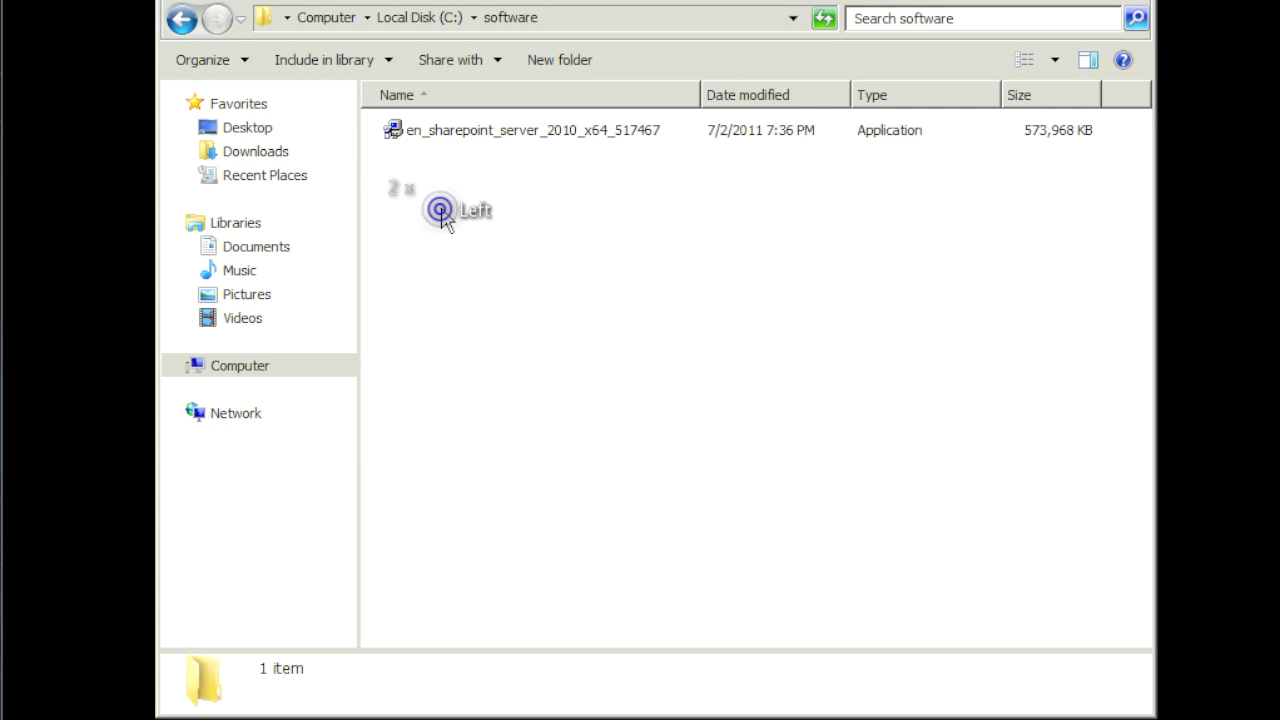 Computer Local Disk (C:) software Search software
Organize Include in library Share with New folder
Name Date modified Type Size
en_sharepoint_server_2010_x64_517467 7/2/2011 7:36 PM Application 573,968 KB
2 x
Left
Favorites
Desktop
Downloads
Recent Places
Libraries
Documents
Music
Pictures
Videos
Computer
Network
1 item